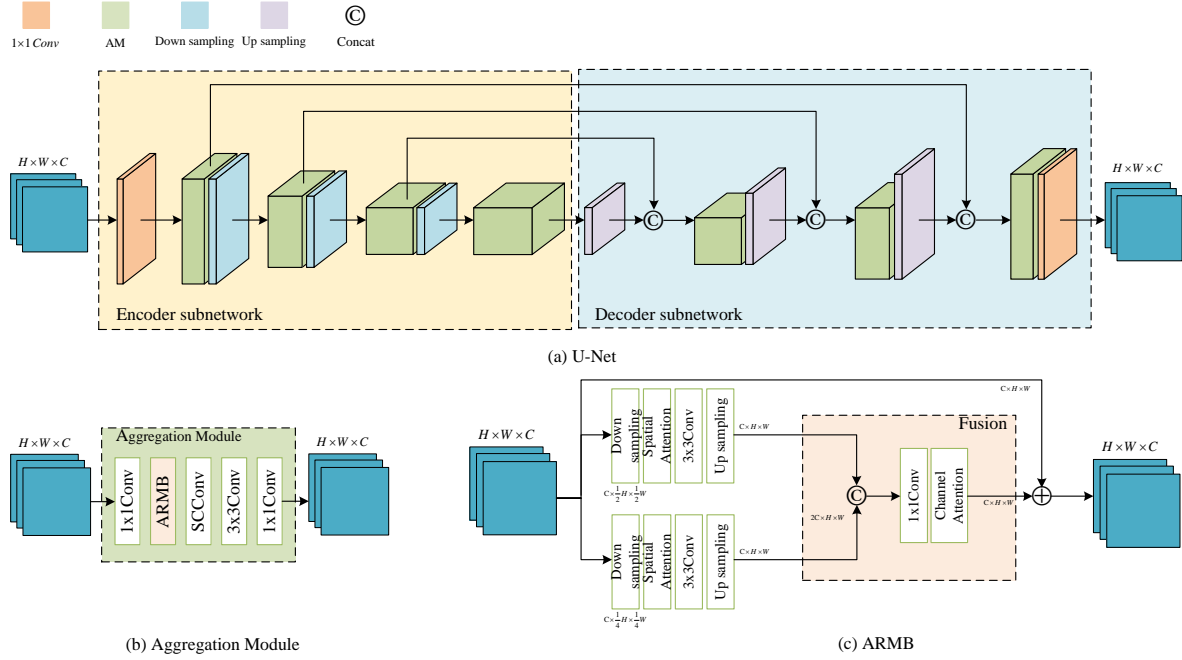 1×1Conv
AM
Down sampling
Up sampling
C
Concat
H×W×C
C
C
C
H×W×C
Encoder subnetwork
Decoder subnetwork
(a) U-Net
H×W×C
Aggregation Module
1x1Conv
ARMB
SCConv
3x3Conv
1x1Conv
H×W×C
(b) Aggregation Module
H×W×C
Down
sampling
Spatial
Attention
3x3Conv
Up sampling
C×H×W
C×1/2H×1/2W
Down
sampling
Spatial
Attention
3x3Conv
Up sampling
C×H×W
C×1/4H×1/4W
C×H×W
Fusion
C
2C×H×W
1x1Conv
Channel
Attention
C×H×W
H×W×C
(c) ARMB